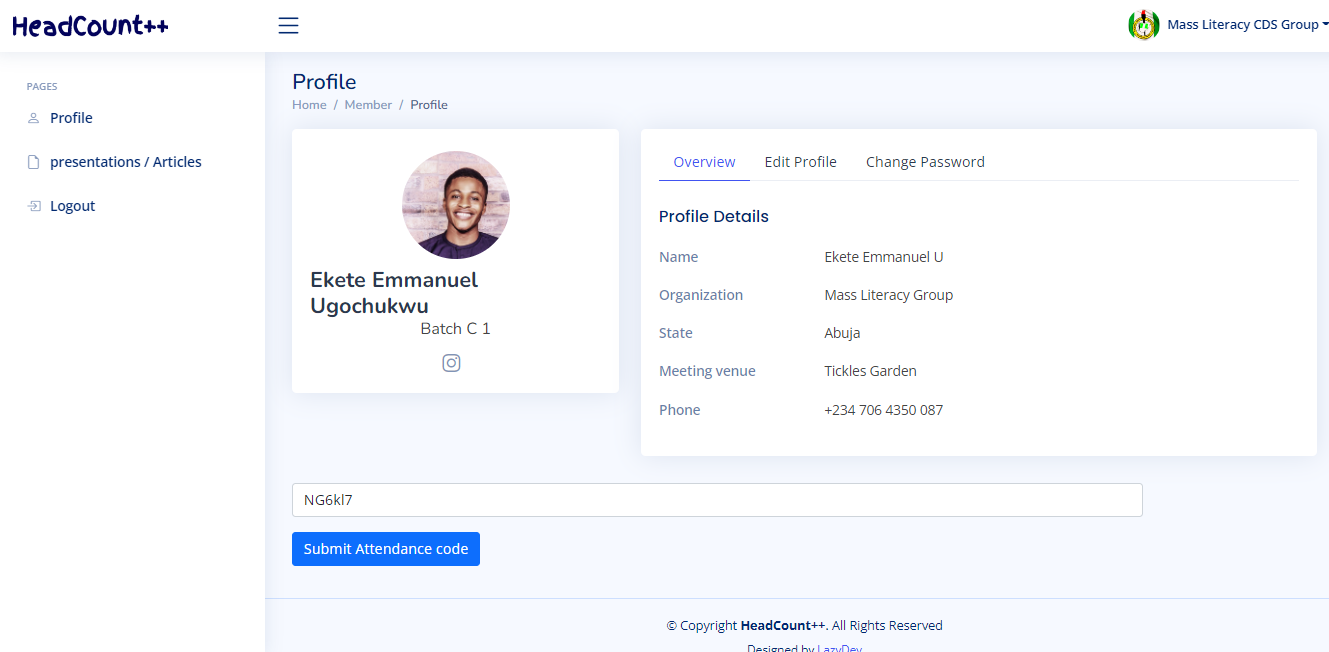 HeadCount++
Mass Literacy CDS Group
PAGES
Profile
presentations / Articles
Logout
Profile
Home / Member / Profile
Ekete Emmanuel
Ugochukwu
Batch C 1
Overview Edit Profile Change Password
Profile Details
Name Ekete Emmanuel U
Organization Mass Literacy Group
State Abuja
Meeting venue Tickles Garden
Phone +234 706 4350 087
NG6kl7
Submit Attendance code
© Copyright HeadCount++. All Rights Reserved
Designed by LazyDev